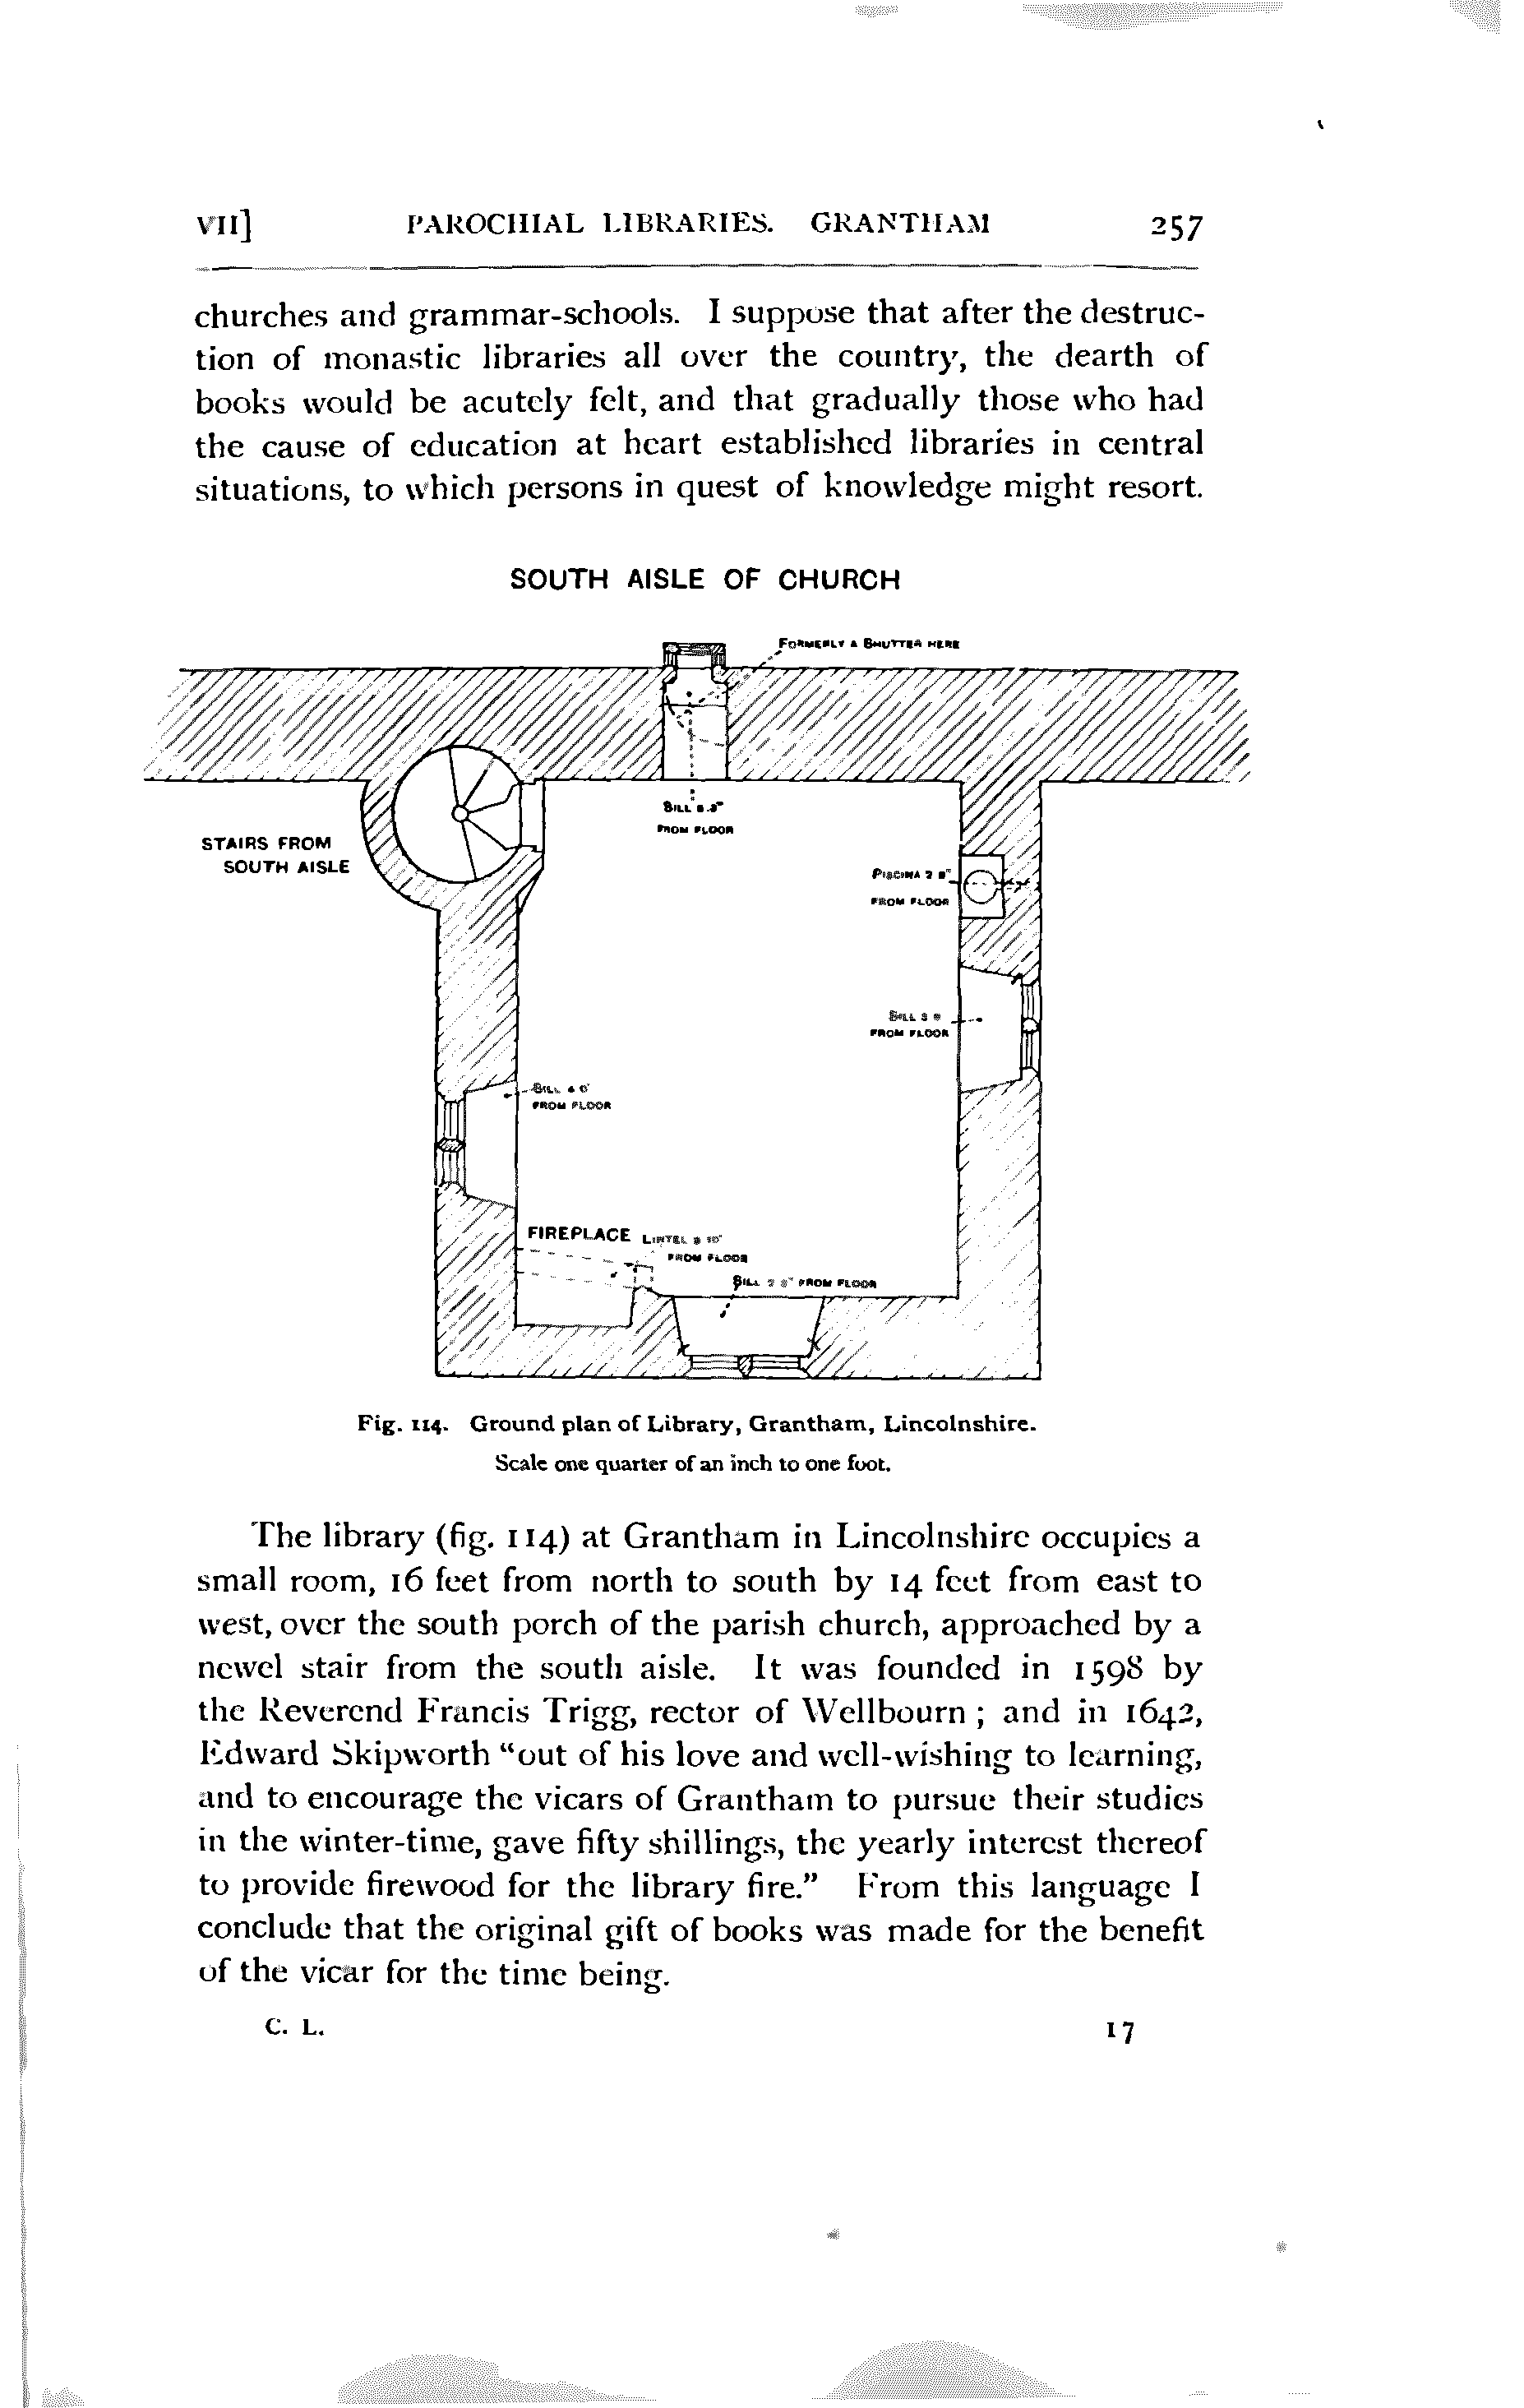 VII] PAROCHIAL LIBRARIES. GRANTHAM 257
churches and grammar-schools. I suppose that after the destruc-
tion of monastic libraries all over the country, the dearth of
books would be acutely felt, and that gradually those who had
the cause of education at heart established libraries in central
situations, to which persons in quest of knowledge might resort.
SOUTH AISLE OF CHURCH
FORMERLY A SHUTTER HERE
SILL
FROM FLOOR
STAIRS FROM
SOUTH AISLE
PISCINA
FROM FLOOR
SILL
FROM FLOOR
SILL
FROM FLOOR
FIREPLACE LINTEL
FROM FLOOR
SILL FROM FLOOR
Fig. 114. Ground plan of Library, Grantham, Lincolnshire.
Scale one quarter of an inch to one foot.
The library (fig. 114) at Grantham in Lincolnshire occupies a
small room, 16 feet from north to south by 14 feet from east to
west, over the south porch of the parish church, approached by a
newel stair from the south aisle. It was founded in 1598 by
the Reverend Francis Trigg, rector of Wellbourn ; and in 1642,
Edward Skipworth "out of his love and well-wishing to learning,
and to encourage the vicars of Grantham to pursue their studies
in the winter-time, gave fifty shillings, the yearly interest thereof
to provide firewood for the library fire." From this language I
conclude that the original gift of books was made for the benefit
of the vicar for the time being.
C. L. 17